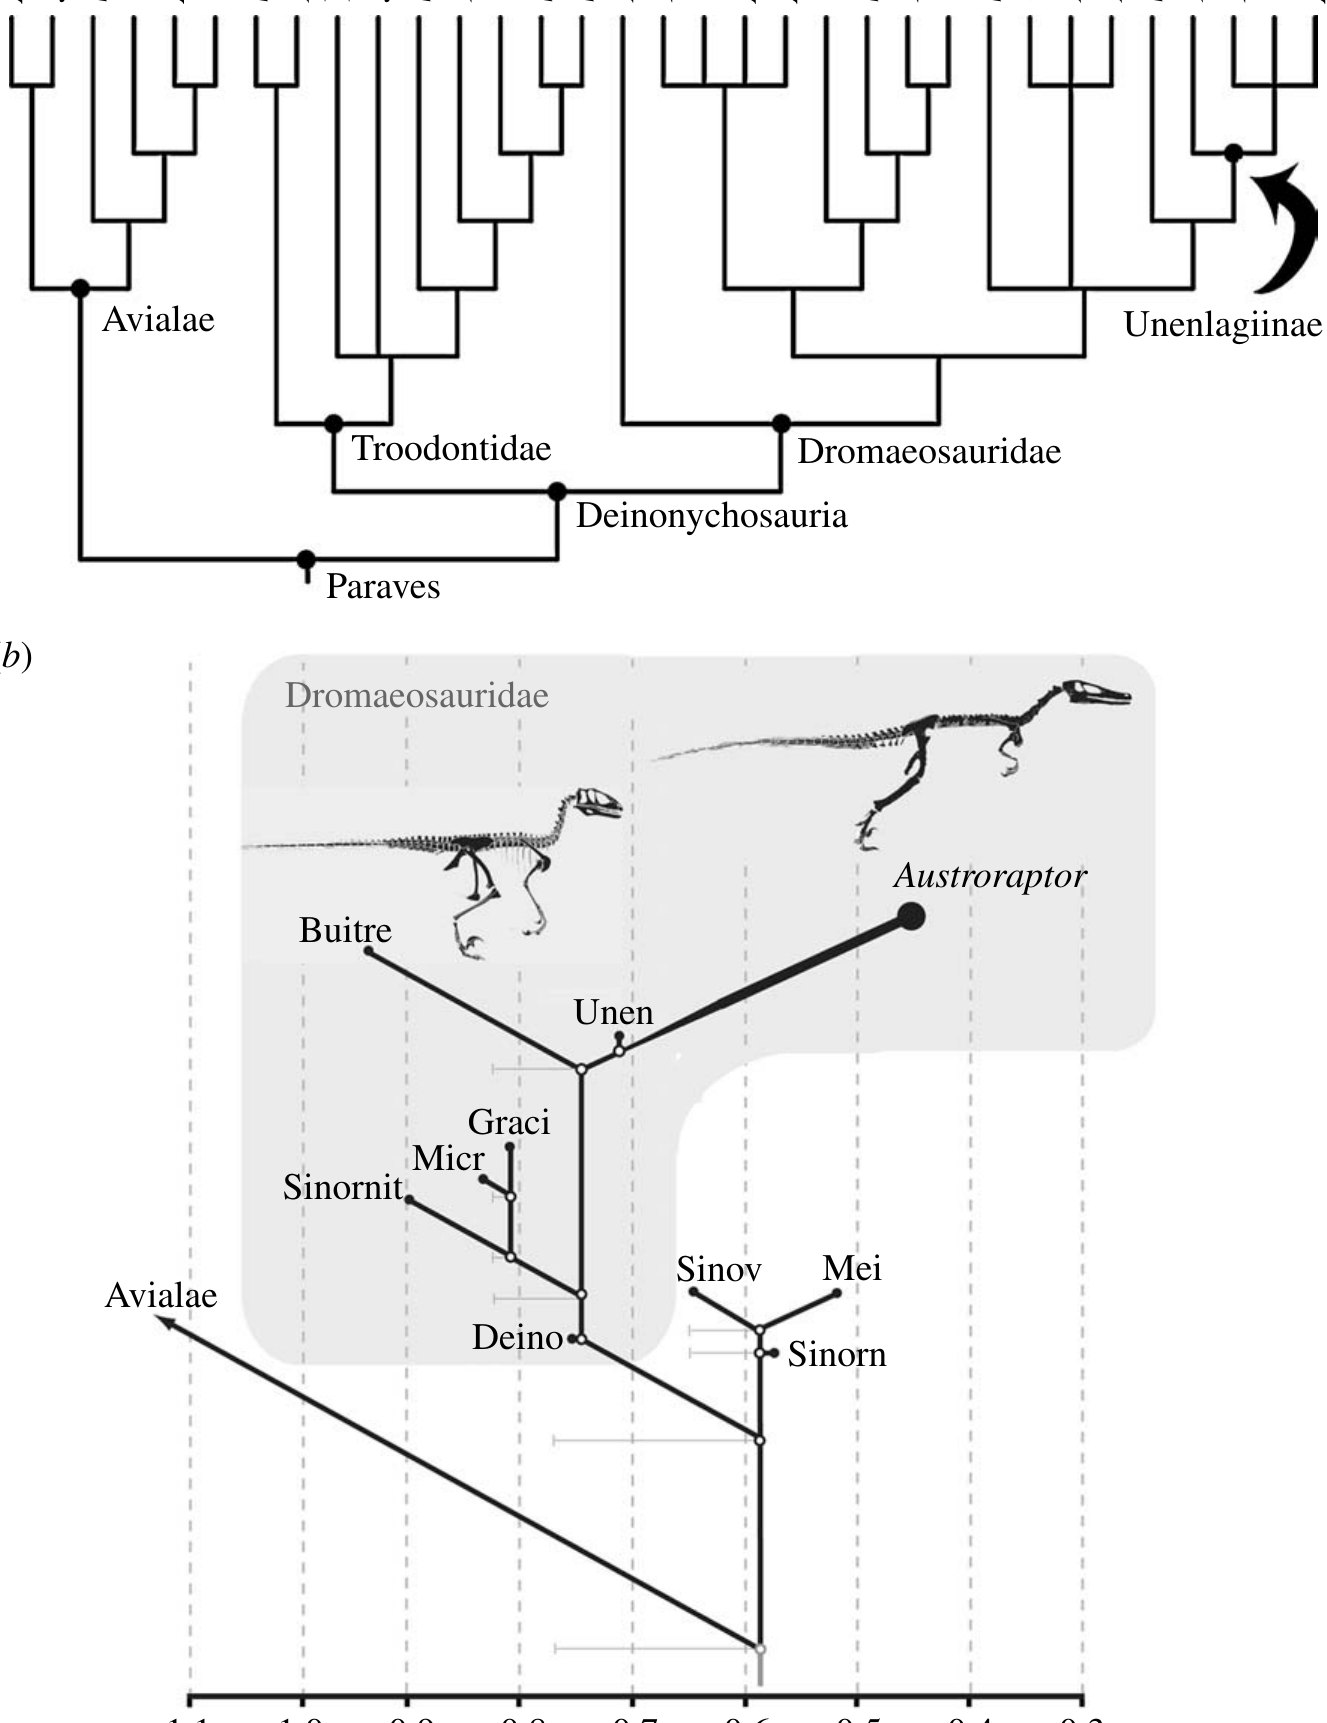 Avialae
Unenlagiinae
Troodontidae
Dromaeosauridae
Deinonychosauria
Paraves
b)
Dromaeosauridae
Austroraptor
Buitre
Unen
Graci
Micr
Sinornit
Sinov
Mei
Avialae
Deino
Sinorn